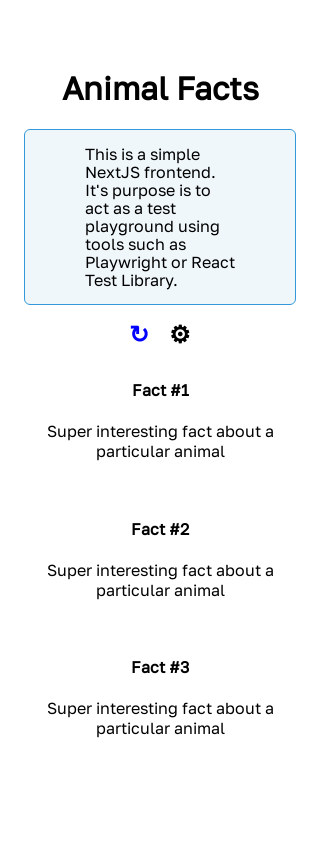 Animal Facts
This is a simple
NextJS frontend.
It's purpose is to
act as a test
playground using
tools such as
Playwright or React
Test Library.
↻ ⚙
Fact #1
Super interesting fact about a
particular animal
Fact #2
Super interesting fact about a
particular animal
Fact #3
Super interesting fact about a
particular animal